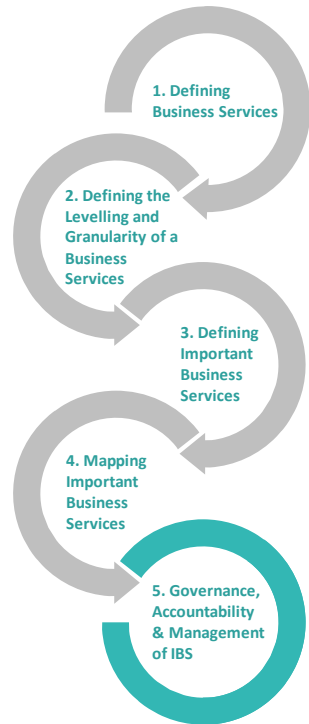 1. Defining
Business Services
2. Defining the
Levelling and
Granularity of a
Business
Services
3. Defining
Important
Business
Services
4. Mapping
Important
Business
Services
5. Governance,
Accountability
& Management
of IBS